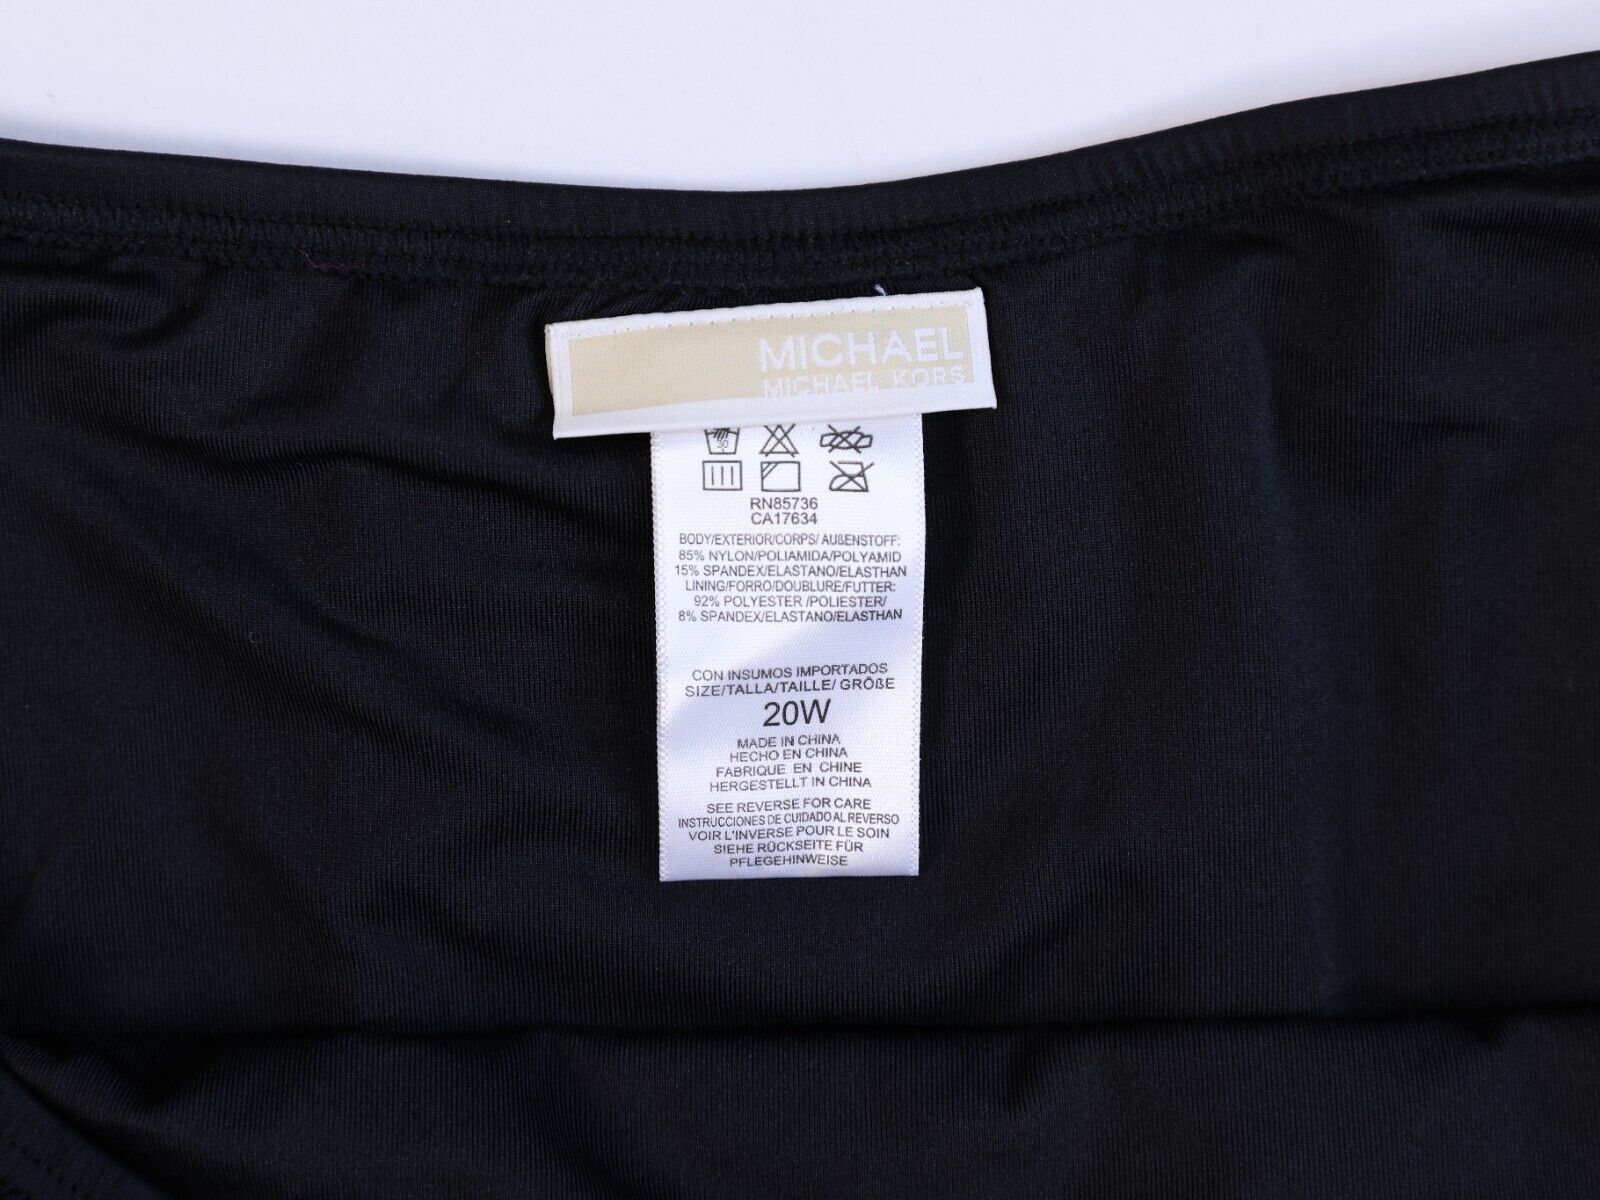 MICHAEL
MICHAEL KORS
30
RN85736
CA17634
BODY/EXTERIOR/CORPS/ AUßENSTOFF:
85% NYLON/POLIAMIDA/POLYAMID
15% SPANDEX/ELASTANO/ELASTHAN
LINING/FORRO/DOUBLURE/FUTTER:
92% POLYESTER /POLIESTER/
8% SPANDEX/ELASTANO/ELASTHAN
CON INSUMOS IMPORTADOS
SIZE/TALLA/TAILLE/ GRÖßE
20W
MADE IN CHINA
HECHO EN CHINA
FABRIQUE EN CHINE
HERGESTELLT IN CHINA
SEE REVERSE FOR CARE
INSTRUCCIONES DE CUIDADO AL REVERSO
VOIR L'INVERSE POUR LE SOIN
SIEHE RÜCKSEITE FÜR
PFLEGEHINWEISE